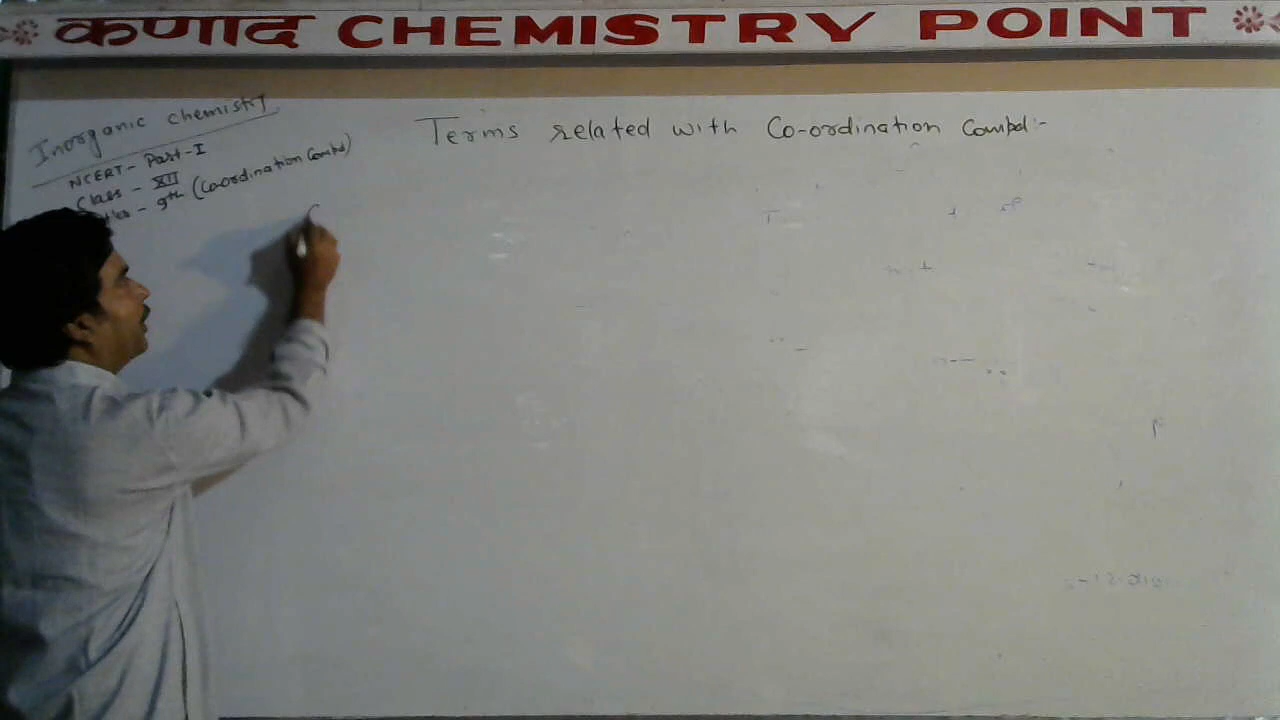 कणाद CHEMISTRY POINT
Inorganic chemistry
NCERT - Part-I
Class - XII
- 9th (Coordination Compd)
Terms related with Co-ordination Compd:-